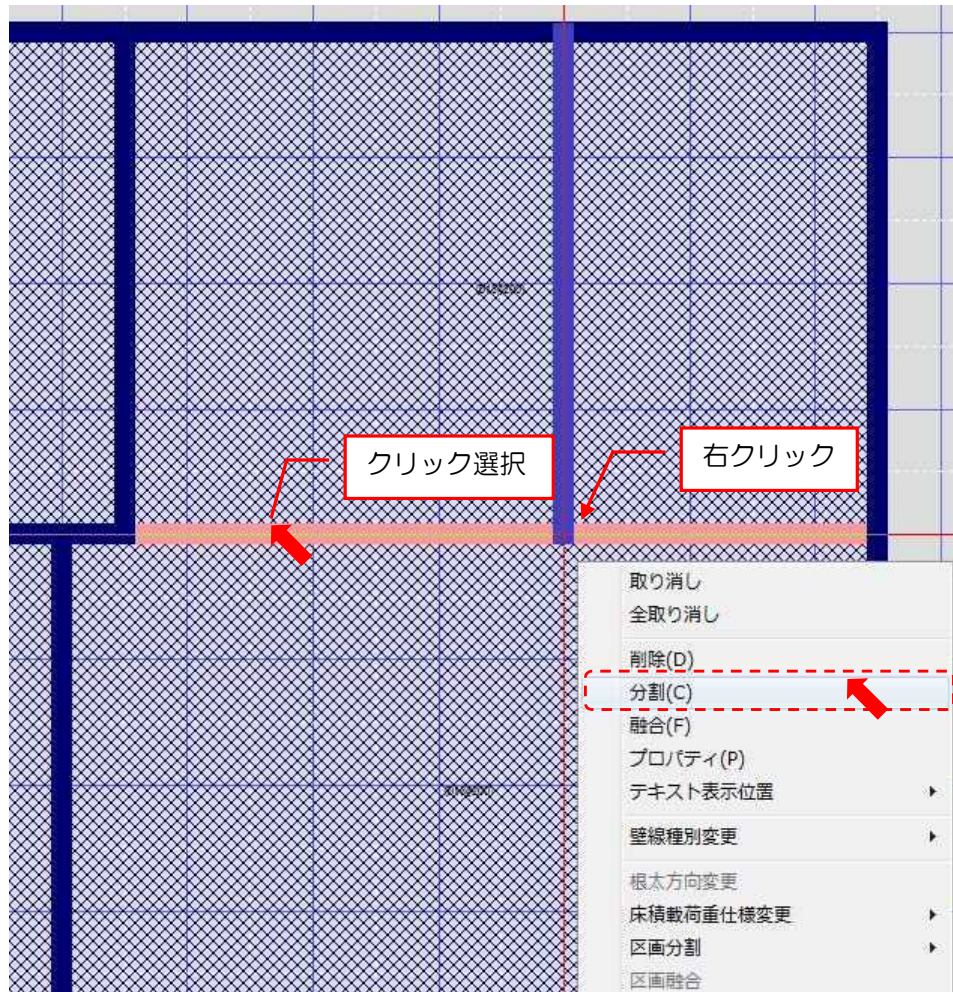 クリック選択
右クリック
取り消し
全取り消し
削除(D)
分割(C)
融合(F)
プロパティ(P)
テキスト表示位置
壁線種別変更
根太方向変更
床積載荷重仕様変更
区画分割
区画融合